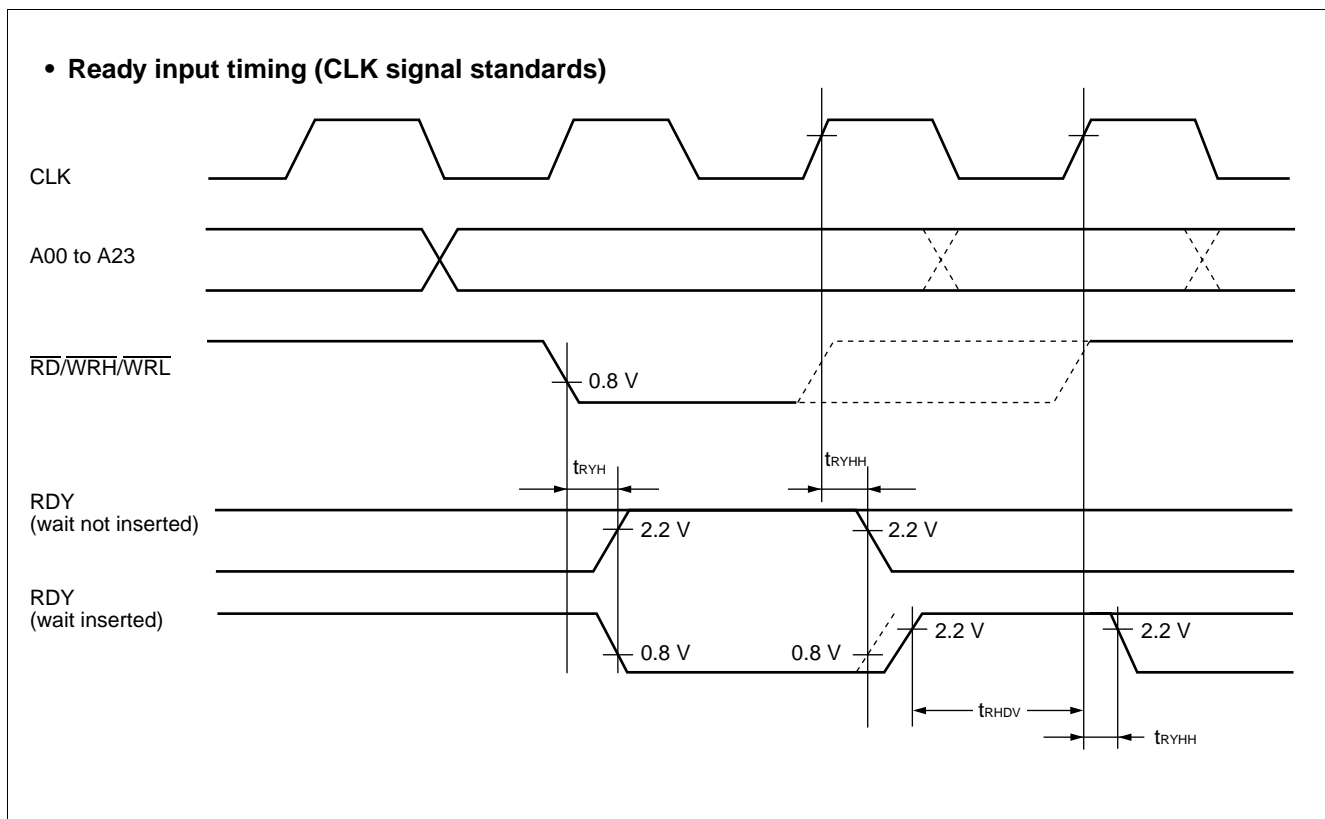 • Ready input timing (CLK signal standards)
CLK
A00 to A23
RD/WRH/WRL
0.8 V
tRYH
tRYHH
RDY
(wait not inserted)
2.2 V
2.2 V
RDY
(wait inserted)
0.8 V
0.8 V
2.2 V
2.2 V
tRHDV
tRYHH